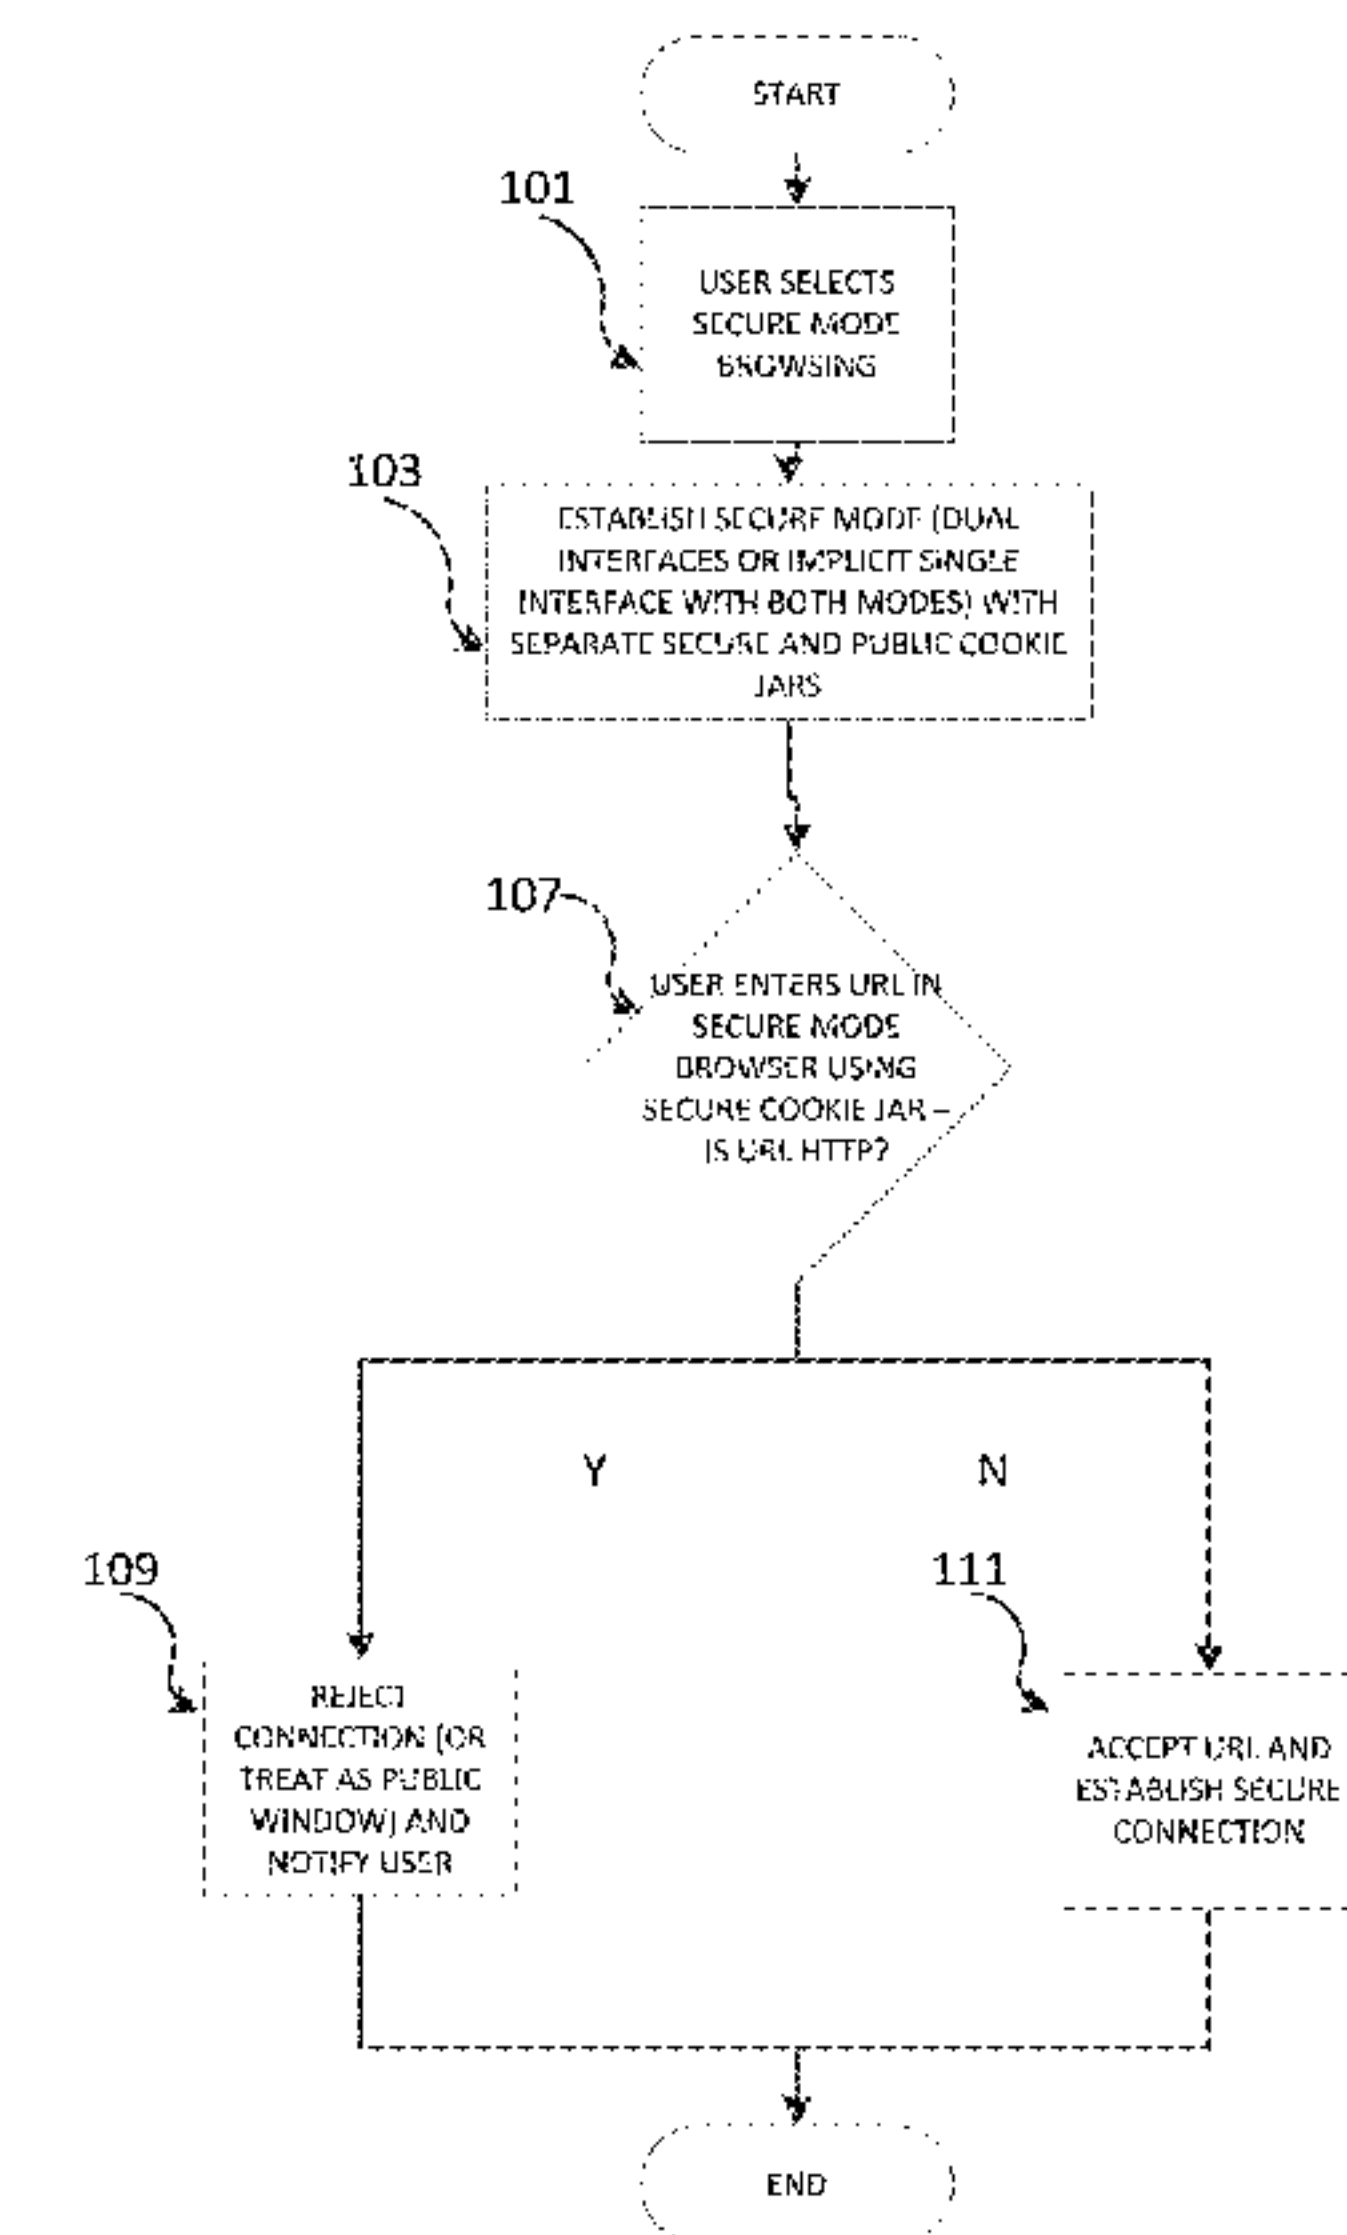 START
101
USER SELECTS
SECURE MODE
BROWSING
103
ESTABLISH SECURE MODE (DUAL
INTERFACES OR IMPLICIT SINGLE
INTERFACE WITH BOTH MODES) WITH
SEPARATE SECURE AND PUBLIC COOKIE
JARS
107
USER ENTERS URL IN
SECURE MODE
BROWSER USING
SECURE COOKIE JAR –
IS URL HTTP?
Y
N
109
REJECT
CONNECTION (OR
TREAT AS PUBLIC
WINDOW) AND
NOTIFY USER
111
ACCEPT URL AND
ESTABLISH SECURE
CONNECTION
END